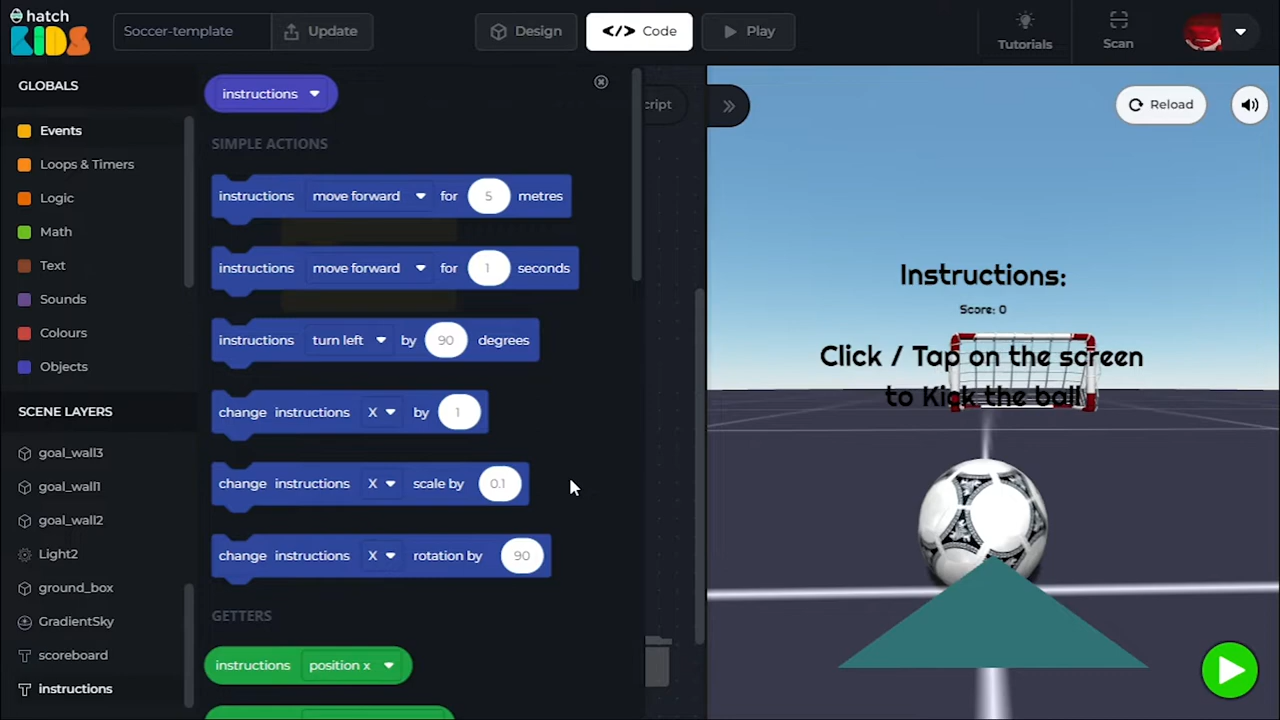 hatch
KIDS
Soccer-template
Update
Design
</> Code
Play
Tutorials
Scan
GLOBALS
Events
Loops & Timers
Logic
Math
Text
Sounds
Colours
Objects
SCENE LAYERS
goal_wall3
goal_wall1
goal_wall2
Light2
ground_box
GradientSky
scoreboard
instructions
instructions
SIMPLE ACTIONS
instructions move forward for 5 metres
instructions move forward for 1 seconds
instructions turn left by 90 degrees
change instructions X by 1
change instructions X scale by 0.1
change instructions X rotation by 90
GETTERS
instructions position x
cript
Reload
Instructions:
Score: 0
Click / Tap on the screen
to Kick the ball